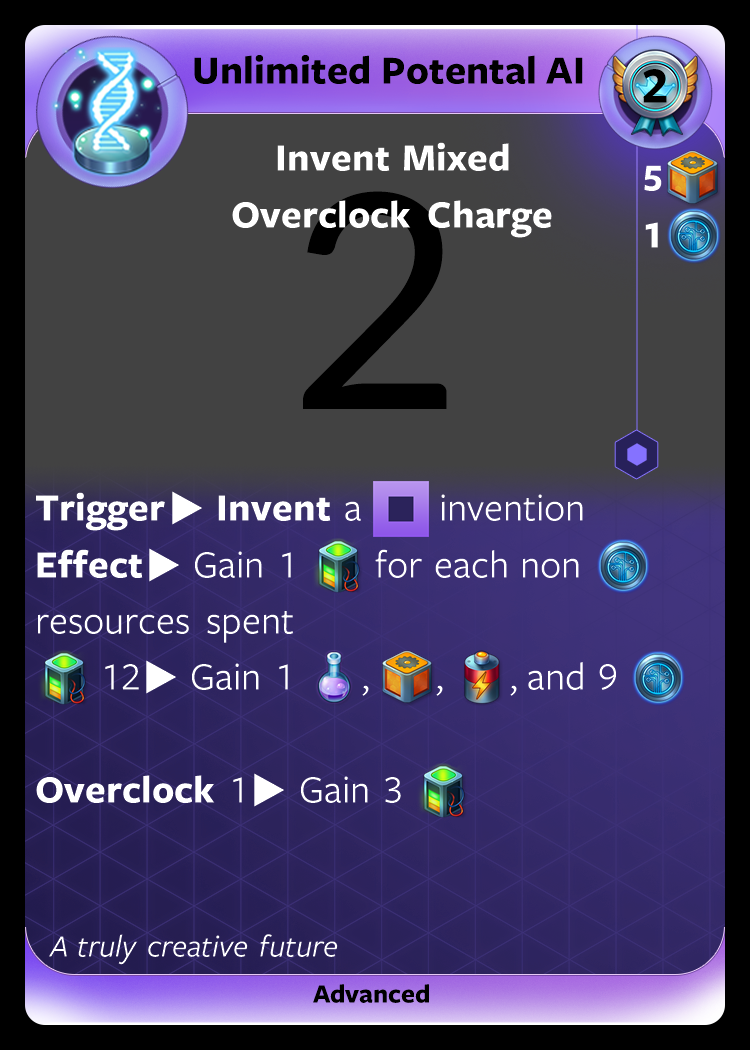 Unlimited Potental AI
2
Invent Mixed
Overclock Charge
5
1
2
Trigger▶ Invent a invention
Effect▶ Gain 1 for each non
resources spent
12▶ Gain 1 , , , and 9
Overclock 1▶ Gain 3
A truly creative future
Advanced